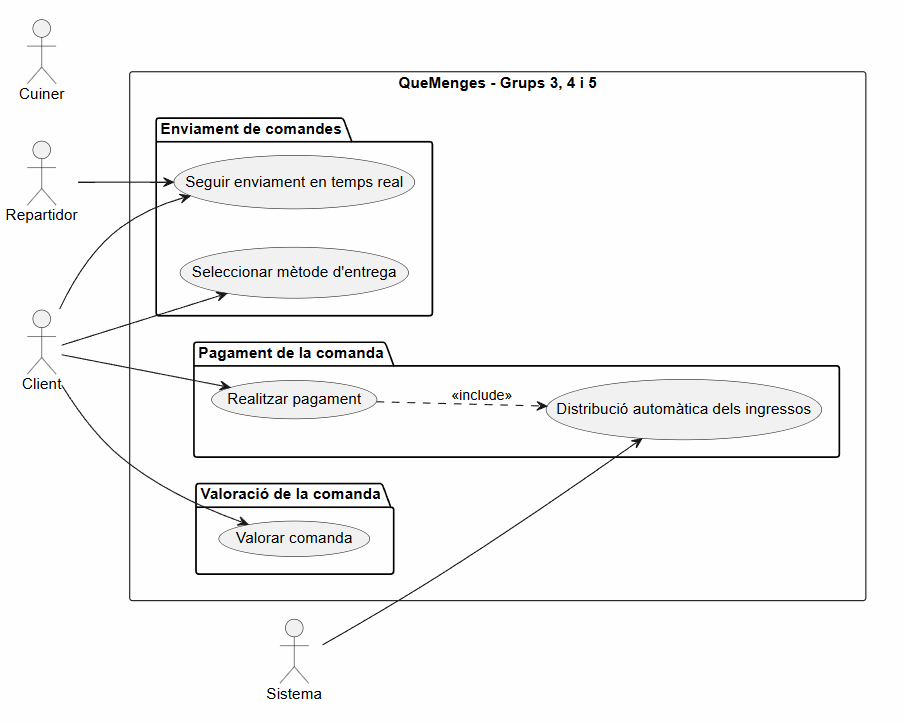 Cuiner
QueMenges - Grups 3, 4 i 5
Enviament de comandes
Seguir enviament en temps real
Repartidor
Seleccionar mètode d'entrega
Pagament de la comanda
Client
Realitzar pagament
«include»
Distribució automàtica dels ingressos
Valoració de la comanda
Valorar comanda
Sistema